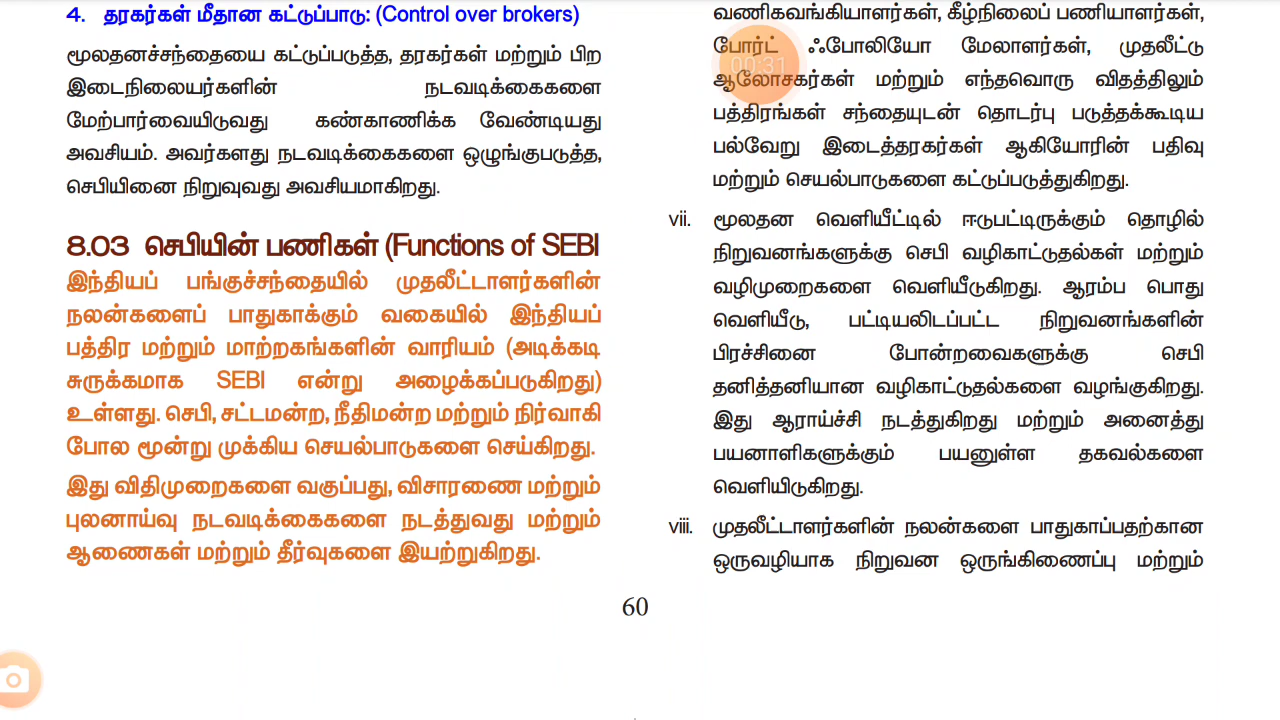 4. தரகர்கள் மீதான கட்டுப்பாடு: (Control over brokers)
மூலதனச்சந்தையை கட்டுப்படுத்த, தரகர்கள் மற்றும் பிற
இடைநிலையர்களின் நடவடிக்கைகளை
மேற்பார்வையிடுவது கண்காணிக்க வேண்டியது
அவசியம். அவர்களது நடவடிக்கைகளை ஒழுங்குபடுத்த,
செபியினை நிறுவுவது அவசியமாகிறது.
8.03 செபியின் பணிகள் (Functions of SEBI
இந்தியப் பங்குச்சந்தையில் முதலீட்டாளர்களின்
நலன்களைப் பாதுகாக்கும் வகையில் இந்தியப்
பத்திர மற்றும் மாற்றகங்களின் வாரியம் (அடிக்கடி
சுருக்கமாக SEBI என்று அழைக்கப்படுகிறது)
உள்ளது. செபி, சட்டமன்ற, நீதிமன்ற மற்றும் நிர்வாகி
போல மூன்று முக்கிய செயல்பாடுகளை செய்கிறது.
இது விதிமுறைகளை வகுப்பது, விசாரணை மற்றும்
புலனாய்வு நடவடிக்கைகளை நடத்துவது மற்றும்
ஆணைகள் மற்றும் தீர்வுகளை இயற்றுகிறது.
வணிகவங்கியாளர்கள், கீழ்நிலைப் பணியாளர்கள்,
போர்ட் ஃபோலியோ மேலாளர்கள், முதலீட்டு
00:31
ஆலோசகர்கள் மற்றும் எந்தவொரு விதத்திலும்
பத்திரங்கள் சந்தையுடன் தொடர்பு படுத்தக்கூடிய
பல்வேறு இடைத்தரகர்கள் ஆகியோரின் பதிவு
மற்றும் செயல்பாடுகளை கட்டுப்படுத்துகிறது.
vii. மூலதன வெளியீட்டில் ஈடுபட்டிருக்கும் தொழில்
நிறுவனங்களுக்கு செபி வழிகாட்டுதல்கள் மற்றும்
வழிமுறைகளை வெளியீடுகிறது. ஆரம்ப பொது
வெளியீடு, பட்டியலிடப்பட்ட நிறுவனங்களின்
பிரச்சினை போன்றவைகளுக்கு செபி
தனித்தனியான வழிகாட்டுதல்களை வழங்குகிறது.
இது ஆராய்ச்சி நடத்துகிறது மற்றும் அனைத்து
பயனாளிகளுக்கும் பயனுள்ள தகவல்களை
வெளியிடுகிறது.
viii. முதலீட்டாளர்களின் நலன்களை பாதுகாப்பதற்கான
ஒருவழியாக நிறுவன ஒருங்கிணைப்பு மற்றும்
60